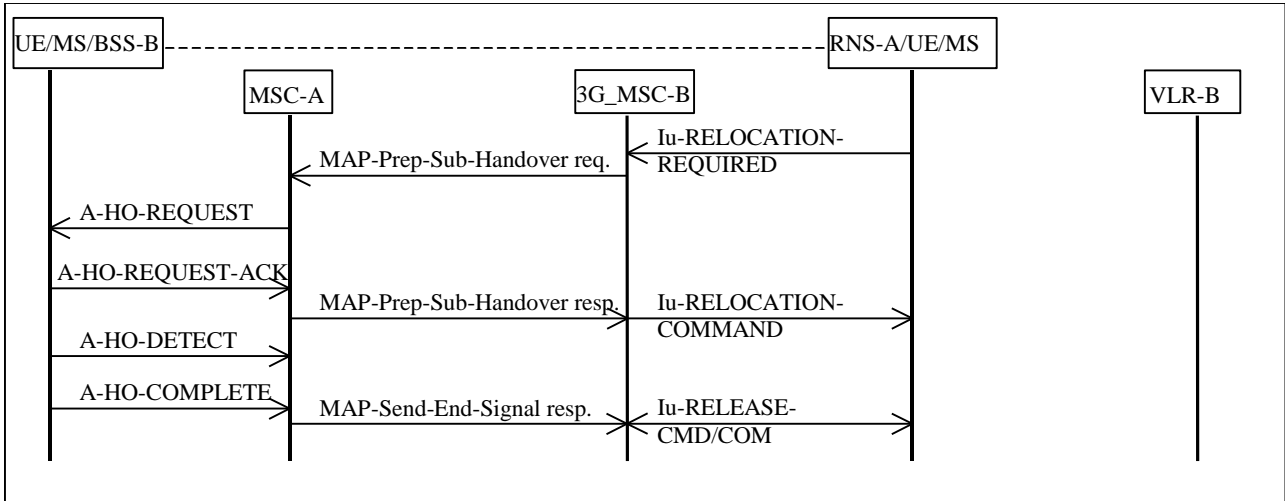 UE/MS/BSS-B
RNS-A/UE/MS
MSC-A
3G_MSC-B
VLR-B
Iu-RELOCATION-
REQUIRED
MAP-Prep-Sub-Handover req.
A-HO-REQUEST
A-HO-REQUEST-ACK
MAP-Prep-Sub-Handover resp.
Iu-RELOCATION-
COMMAND
A-HO-DETECT
A-HO-COMPLETE
MAP-Send-End-Signal resp.
Iu-RELEASE-
CMD/COM